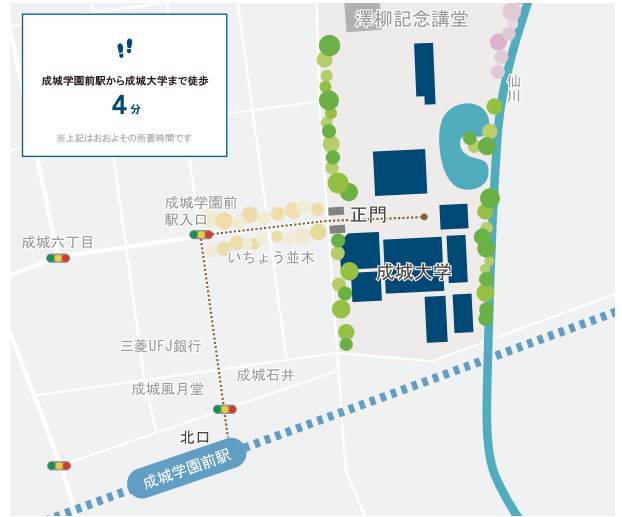 澤柳記念講堂
成城学園前駅から成城大学まで徒歩
4分
※上記はおおよその所要時間です
仙川
成城学園前
駅入口
正門
成城六丁目
いちょう並木
成城大学
三菱UFJ銀行
成城石井
成城風月堂
北口
成城学園前駅